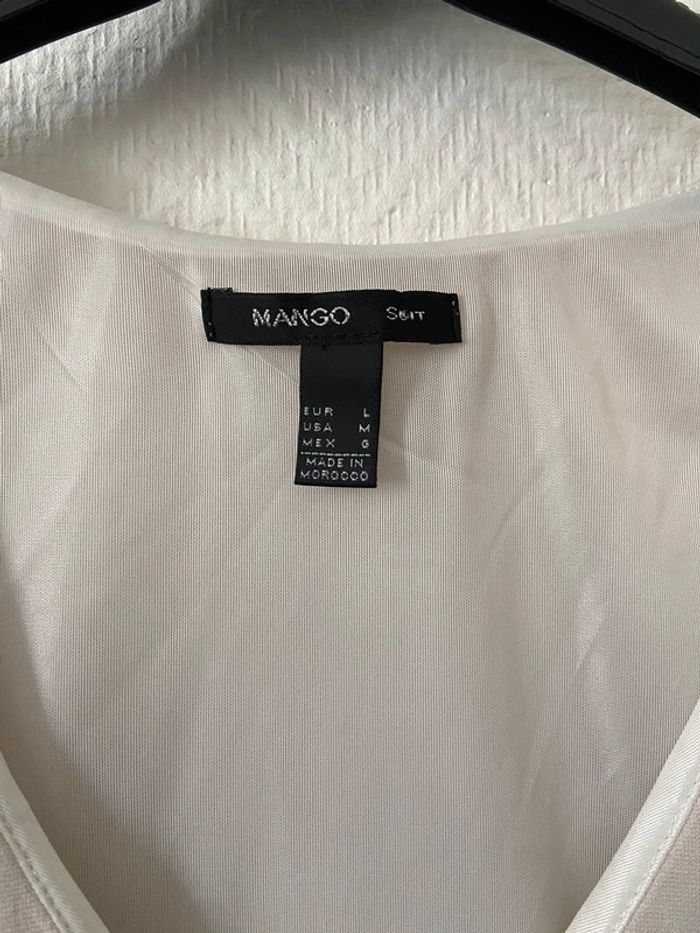 MANGO SUIT
EUR L
USA M
MEX G
MADE IN
MOROCCO